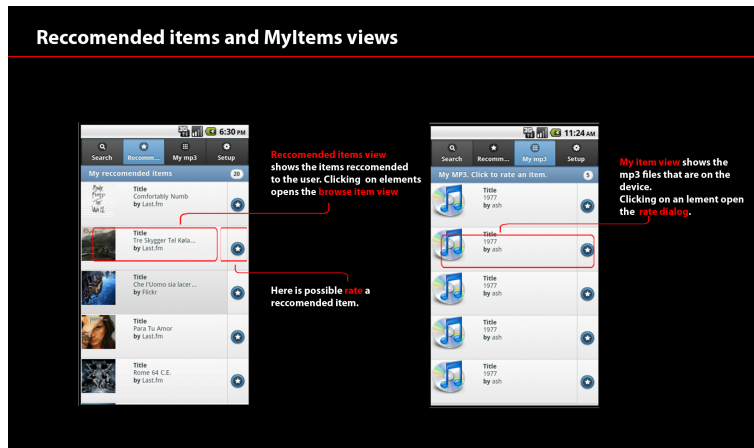 Reccomended items and MyItems views
3G 6:30 PM
Search Recomm... My mp3 Setup
My reccomended items 20
Pink Floyd The Wall
Title
Comfortably Numb
by Last.fm
Title
Tre Skygger Tel Køla...
by Last.fm
Title
Che l'Uomo sia lacer...
by Flickr
Title
Para Tu Amor
by Last.fm
Title
Rome 64 C.E.
by Last.fm
Reccomended items view
shows the items reccomended
to the user. Clicking on elements
opens the browse item view
Here is possible rate a
reccomended item.
3G 11:24 AM
Search Recomm... My mp3 Setup
My MP3. Click to rate an item. 5
Title
1977
by ash
Title
1977
by ash
Title
1977
by ash
Title
1977
by ash
Title
1977
by ash
My item view shows the
mp3 files that are on the
device.
Clicking on an lement open
the rate dialog.